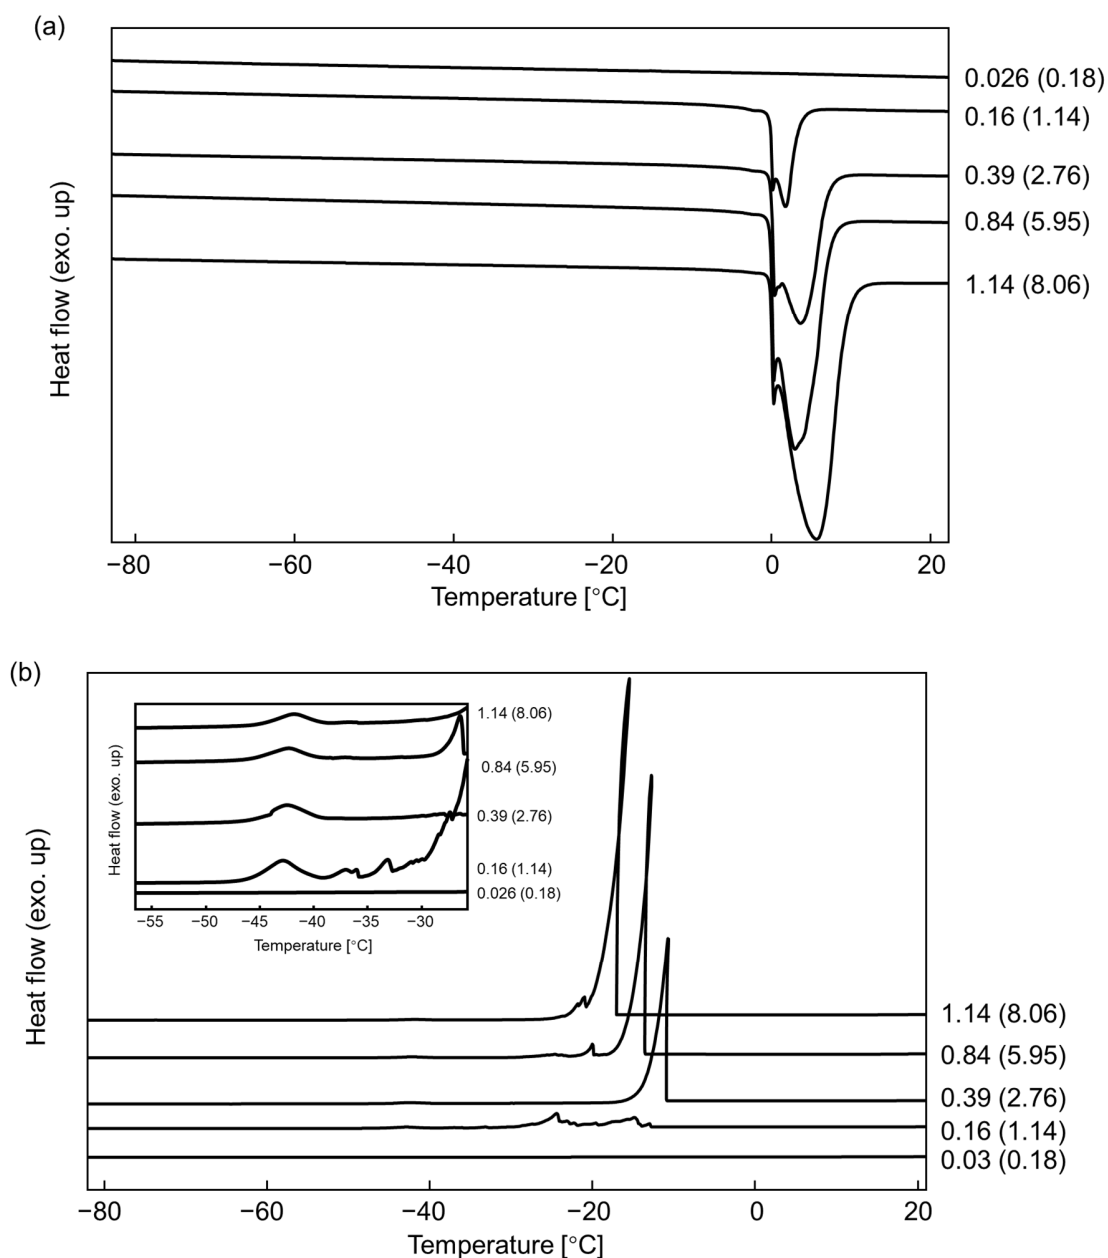 (a)
Heat flow (exo. up)
0.026 (0.18)
0.16 (1.14)
0.39 (2.76)
0.84 (5.95)
1.14 (8.06)
−80 −60 −40 −20 0 20
Temperature [°C]
(b)
Heat flow (exo. up)
Heat flow (exo. up)
1.14 (8.06)
0.84 (5.95)
0.39 (2.76)
0.16 (1.14)
0.026 (0.18)
−55 −50 −45 −40 −35 −30
Temperature [°C]
1.14 (8.06)
0.84 (5.95)
0.39 (2.76)
0.16 (1.14)
0.03 (0.18)
−80 −60 −40 −20 0 20
Temperature [°C]